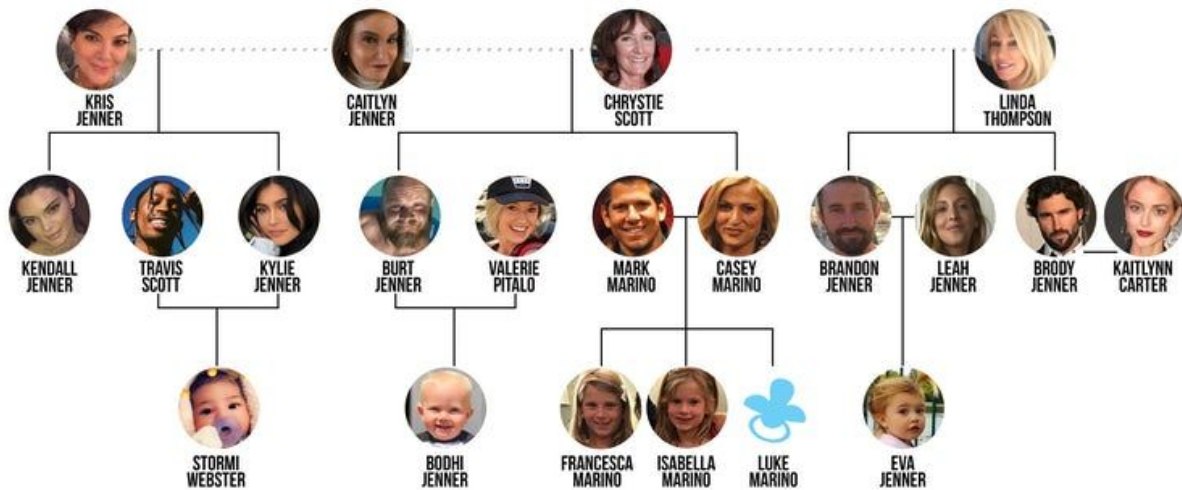 KRIS
JENNER
CAITLYN
JENNER
CHRYSTIE
SCOTT
LINDA
THOMPSON
KENDALL
JENNER
TRAVIS
SCOTT
KYLIE
JENNER
BURT
JENNER
VALERIE
PITALO
MARK
MARINO
CASEY
MARINO
BRANDON
JENNER
LEAH
JENNER
BRODY
JENNER
KAITLYNN
CARTER
STORMI
WEBSTER
BODHI
JENNER
FRANCESCA
MARINO
ISABELLA
MARINO
LUKE
MARINO
EVA
JENNER